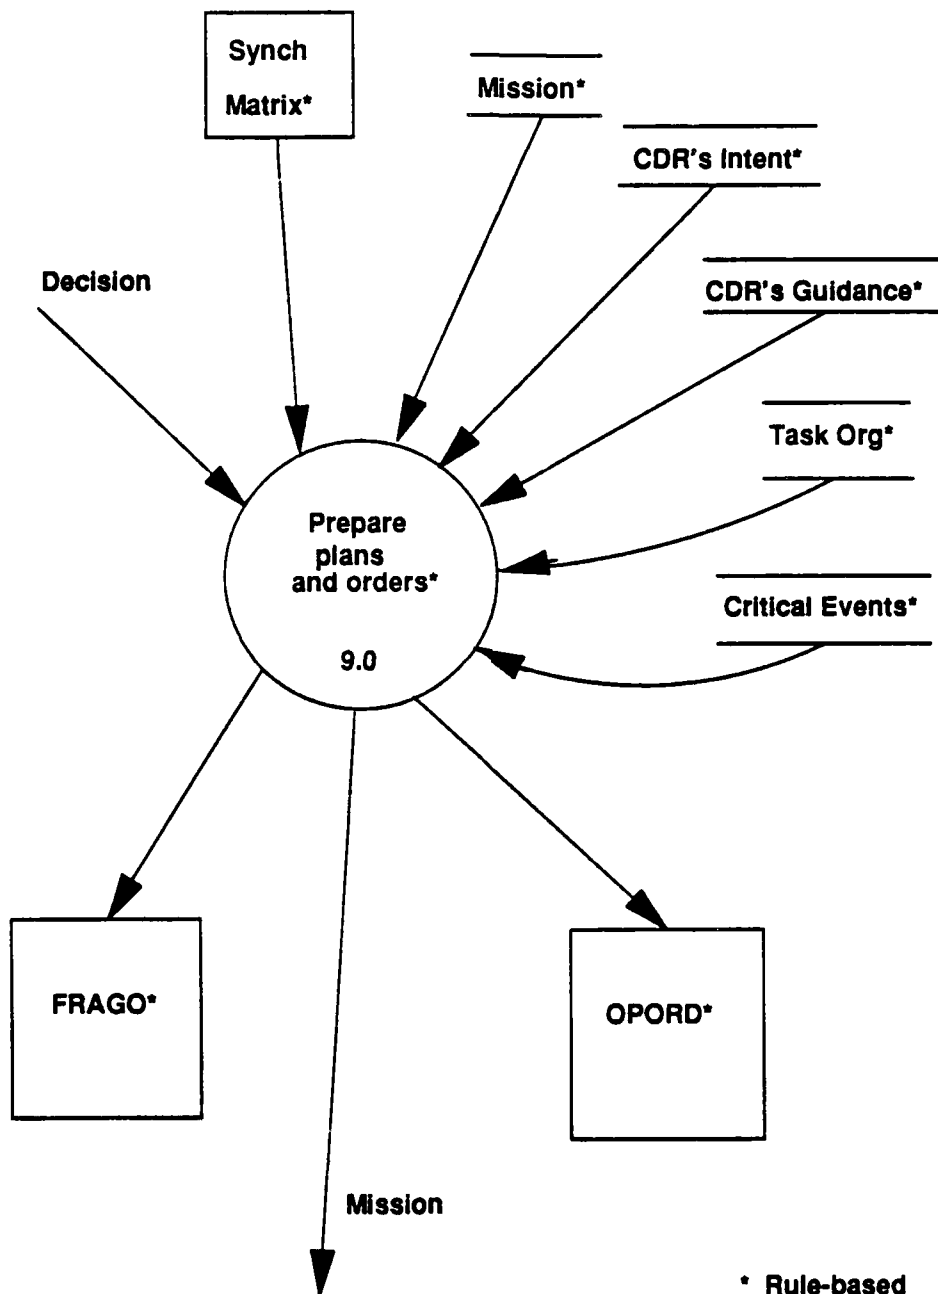 Synch
Matrix*
Mission*
CDR's Intent*
Decision
CDR's Guidance*
Task Org*
Prepare
plans
and orders*
Critical Events*
9.0
FRAGO*
OPORD*
Mission
* Rule-based